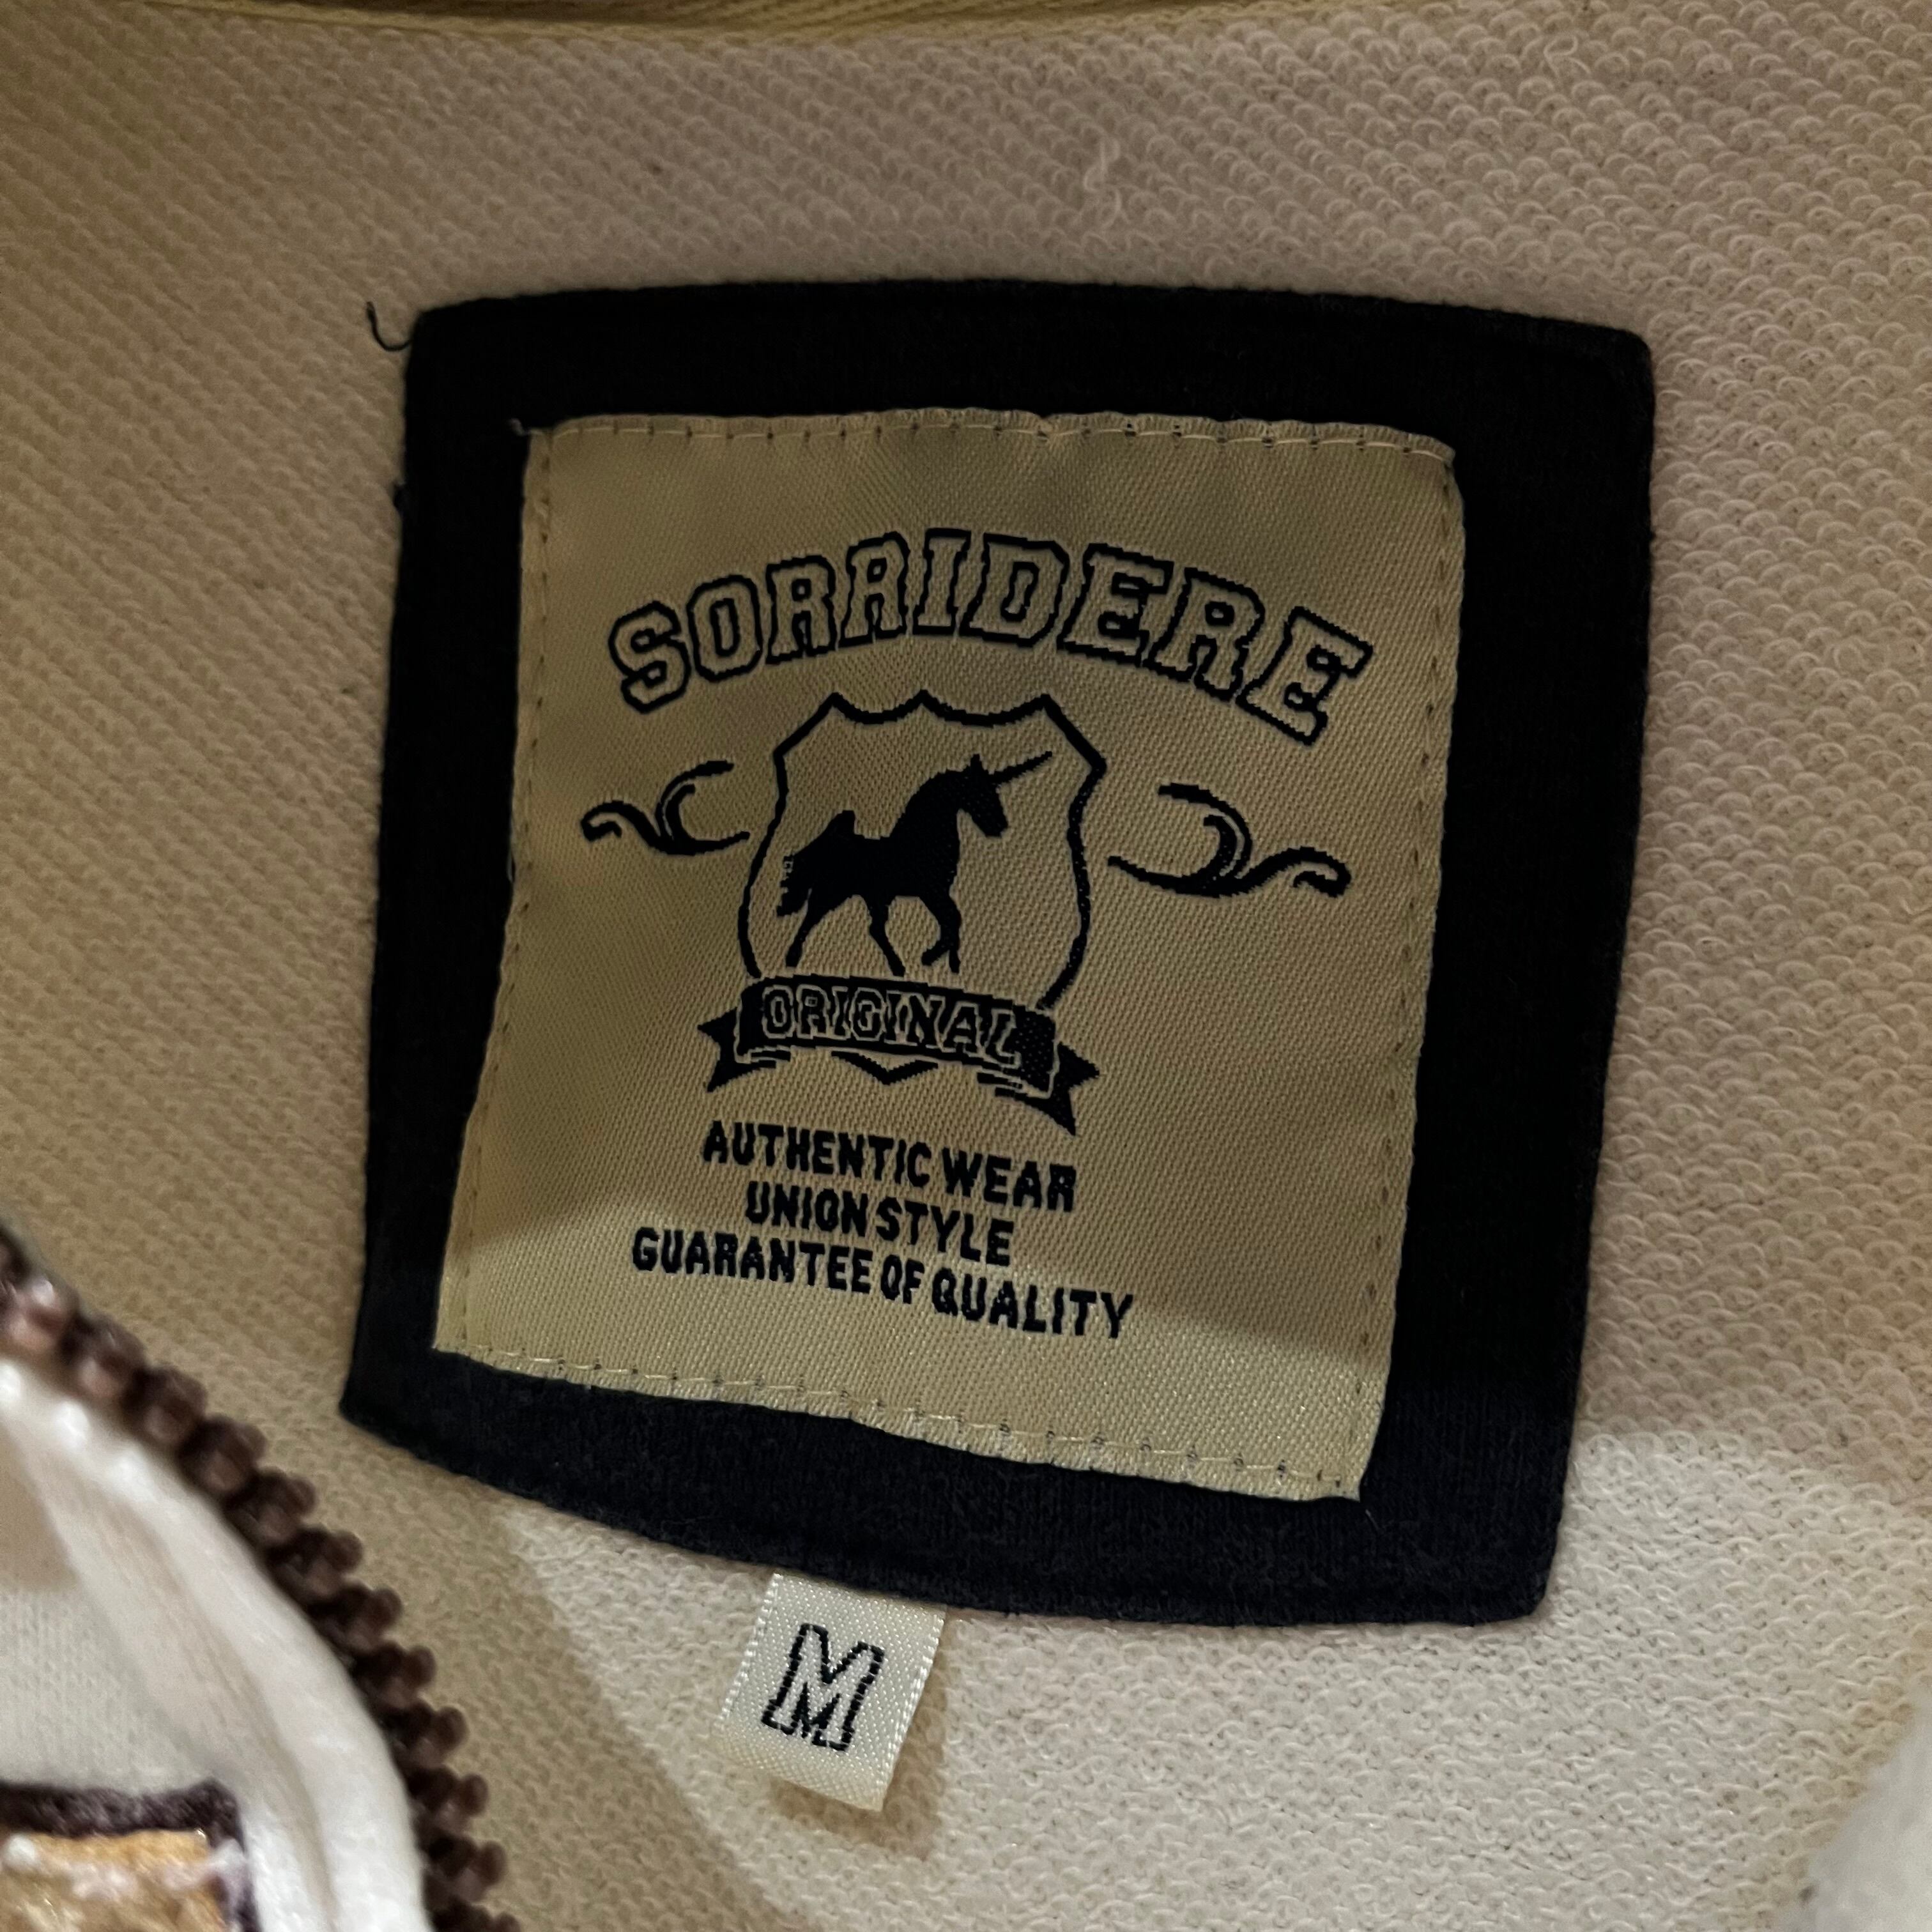 SORRIDERE
ORIGINAL
AUTHENTIC WEAR
UNION STYLE
GUARANTEE OF QUALITY
M